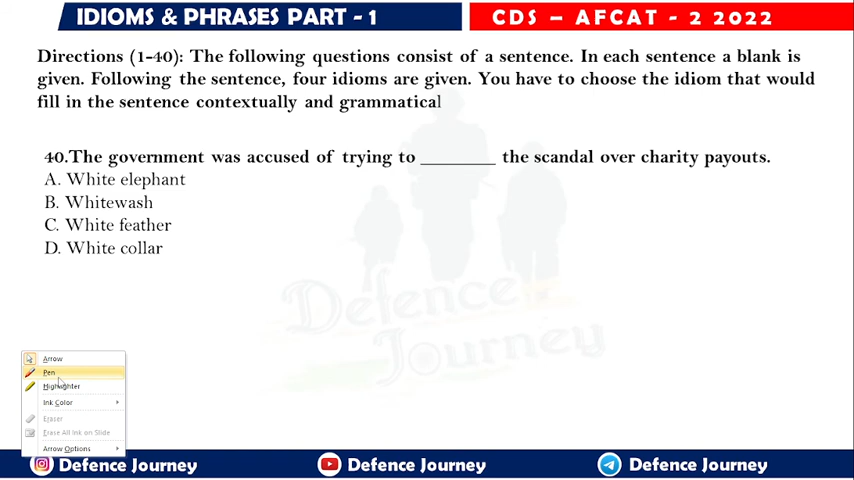 IDIOMS & PHRASES PART - 1
CDS – AFCAT - 2 2022
Directions (1-40): The following questions consist of a sentence. In each sentence a blank is
given. Following the sentence, four idioms are given. You have to choose the idiom that would
fill in the sentence contextually and grammatical
40.The government was accused of trying to ________ the scandal over charity payouts.
A. White elephant
B. Whitewash
C. White feather
D. White collar
Defence
Journey
Arrow
Pen
Highlighter
Ink Color
Eraser
Erase All Ink on Slide
Arrow Options
Defence Journey
Defence Journey
Defence Journey